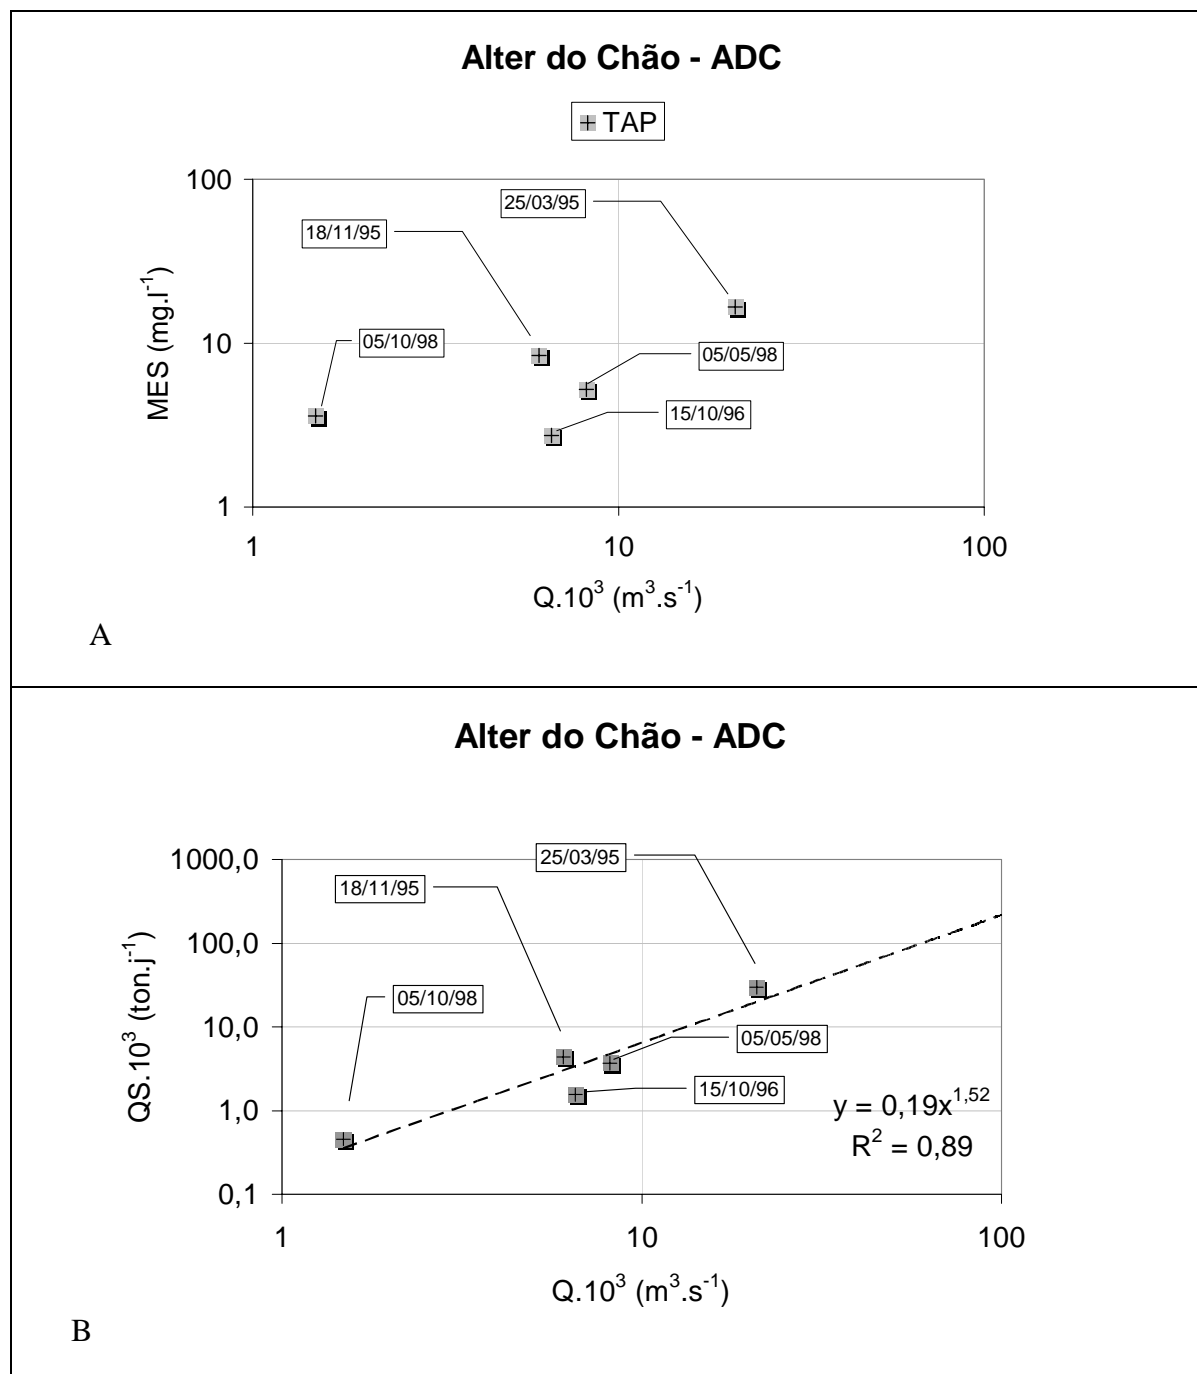 Alter do Chão - ADC
TAP
100
25/03/95
18/11/95
MES (mg.l⁻¹)
05/10/98
10
05/05/98
15/10/96
1
1
10
100
Q.10³ (m³.s⁻¹)
A
Alter do Chão - ADC
1000,0
25/03/95
18/11/95
100,0
QS.10³ (ton.j⁻¹)
05/10/98
10,0
05/05/98
15/10/96
1,0
y = 0,19x¹,⁵²
R² = 0,89
0,1
1
10
100
Q.10³ (m³.s⁻¹)
B